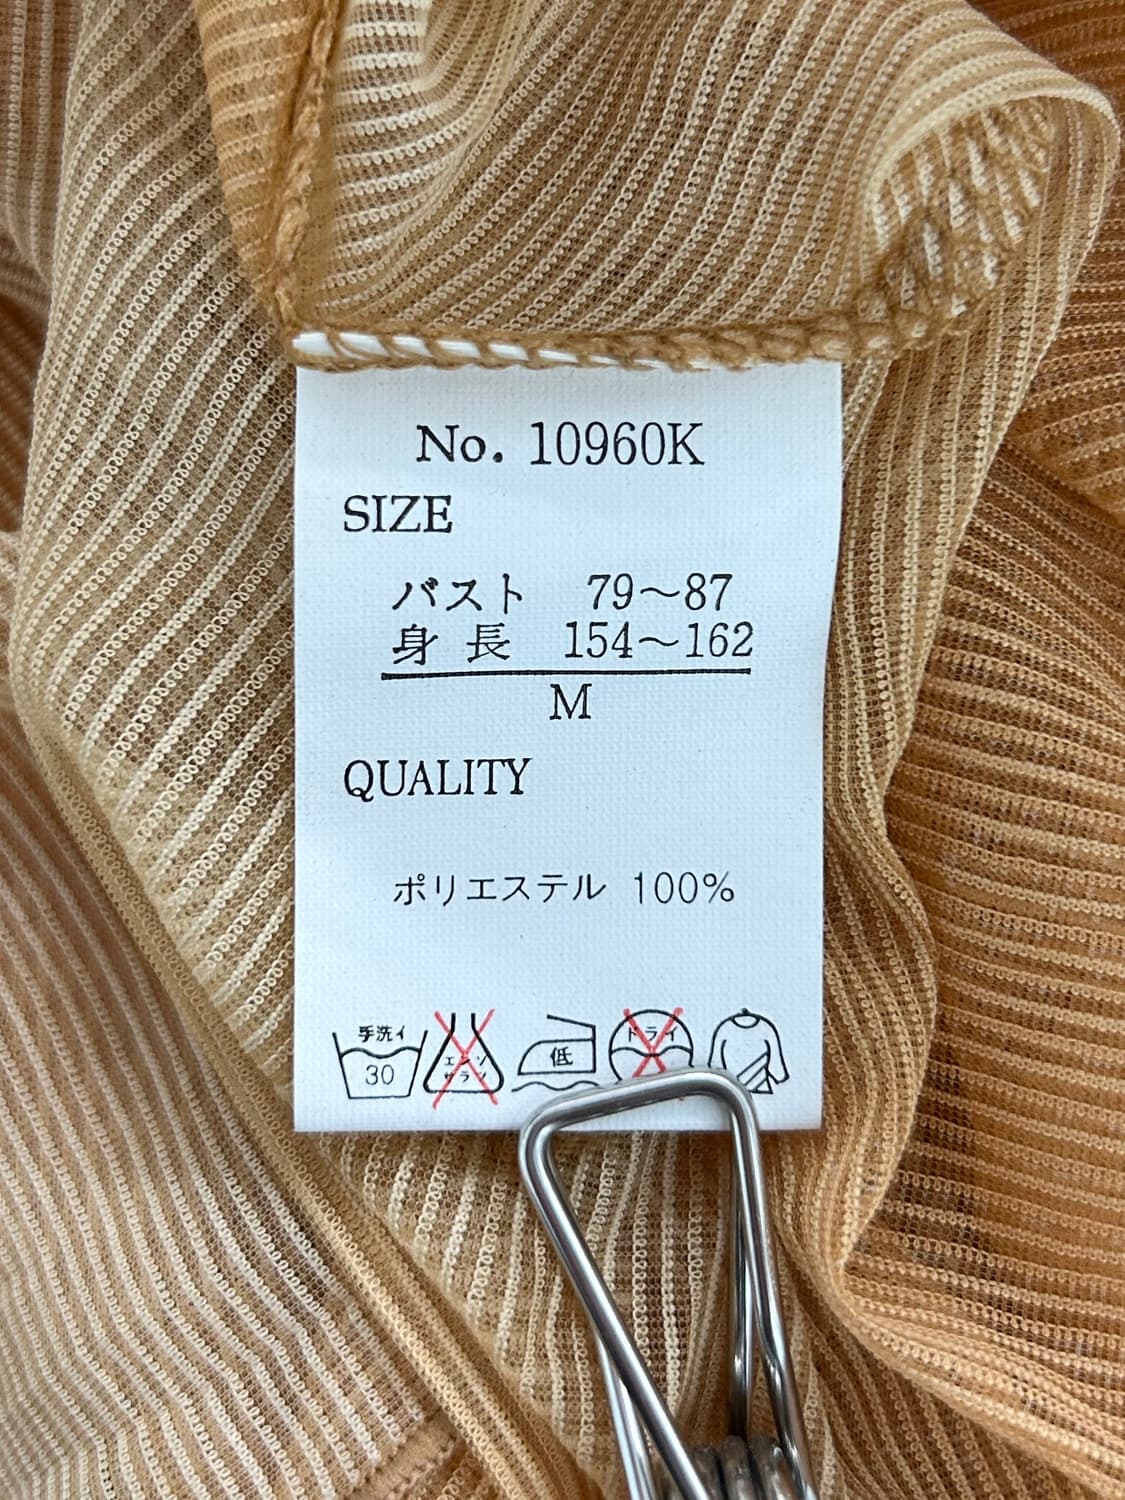 No. 10960K
SIZE
バスト 79～87
身長 154～162
M
QUALITY
ポリエステル 100%
手洗イ 30
エンソ サラシ
低
ドライ